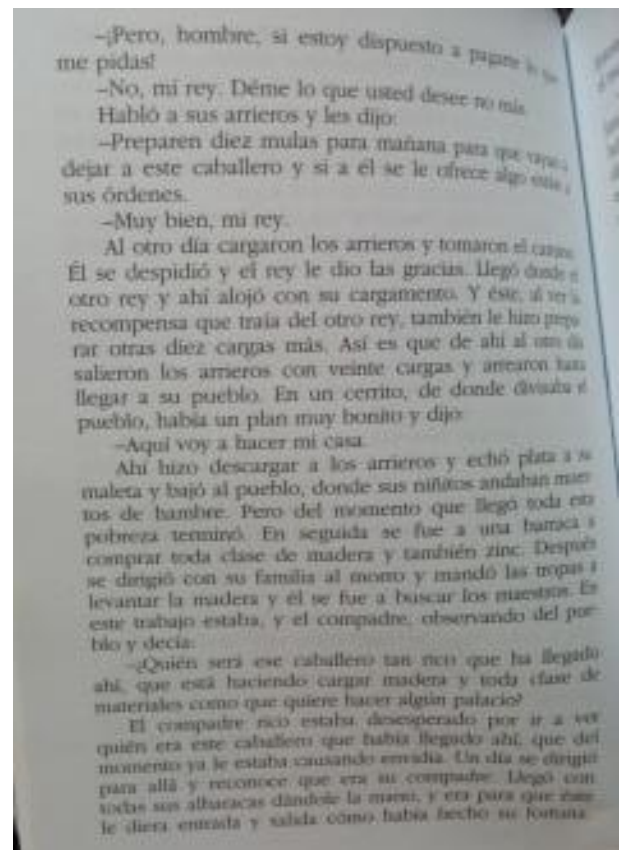 –¡Pero, hombre, si estoy dispuesto a pagarte lo que
me pidas!
–No, mi rey. Déme lo que usted desee no más.
Habló a sus arrieros y les dijo:
–Preparen diez mulas para mañana para que vayan a
dejar a este caballero y si a él se le ofrece algo están a
sus órdenes.
–Muy bien, mi rey.
Al otro día cargaron los arrieros y tomaron el camino.
Él se despidió y el rey le dio las gracias. Llegó donde el
otro rey y ahí alojó con su cargamento. Y éste, al ver la
recompensa que traía del otro rey, también le hizo prepa-
rar otras diez cargas más. Así es que de ahí al otro día
salieron los arrieros con veinte cargas y arrearon hasta
llegar a su pueblo. En un cerrito, de donde divisaba el
pueblo, había un plan muy bonito y dijo:
–Aquí voy a hacer mi casa.
Ahí hizo descargar a los arrieros y echó plata a su
maleta y bajó al pueblo, donde sus niñitos andaban muer-
tos de hambre. Pero del momento que llegó toda esta
pobreza terminó. En seguida se fue a una barraca a
comprar toda clase de madera y también zinc. Después
se dirigió con su familia al morro y mandó las tropas a
levantar la madera y él se fue a buscar los maestros. En
este trabajo estaba, y el compadre, observando del pue-
blo y decía:
–¿Quién será ese caballero tan rico que ha llegado
ahí, que está haciendo cargar madera y toda clase de
materiales como que quiere hacer algún palacio?
El compadre rico estaba desesperado por ir a ver
quién era este caballero que había llegado ahí, que del
momento ya le estaba causando envidia. Un día se dirigió
para allá y reconoce que era su compadre. Llegó con
todas sus alharacas dándole la mano, y era para que éste
le diera entrada y salida cómo había hecho su fortuna.